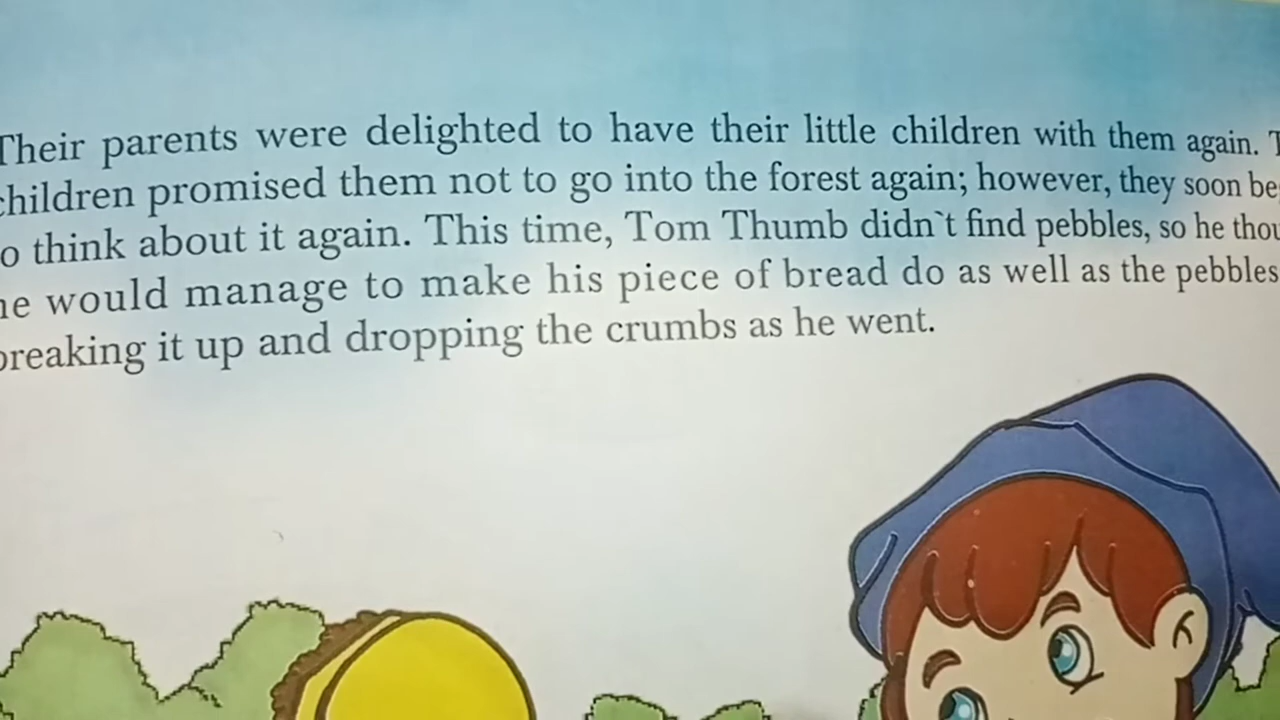 Their parents were delighted to have their little children with them again.
children promised them not to go into the forest again; however, they soon
to think about it again. This time, Tom Thumb didn`t find pebbles, so he
he would manage to make his piece of bread do as well as the pebbles
breaking it up and dropping the crumbs as he went.